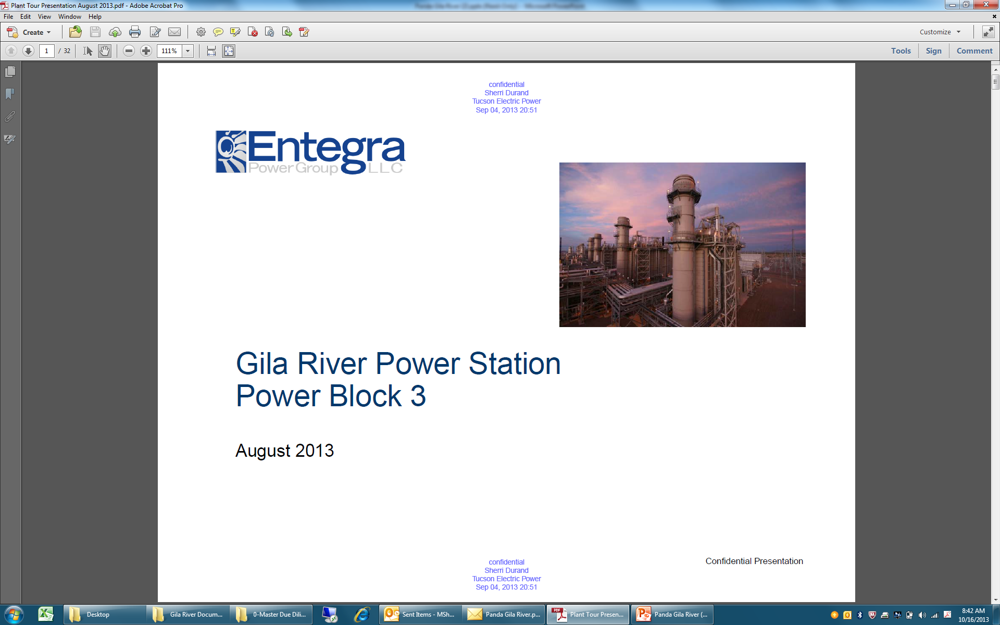 Plant Tour Presentation August 2013.pdf - Adobe Acrobat Pro
File Edit View Window Help
Create
Customize
1 / 32 111%
Tools Sign Comment
confidential
Sherri Durand
Tucson Electric Power
Sep 04, 2013 20:51
Entegra
Power Group LLC
Gila River Power Station
Power Block 3
August 2013
Confidential Presentation
confidential
Sherri Durand
Tucson Electric Power
Sep 04, 2013 20:51
Desktop
Gila River Docum...
0-Master Due Dili...
Sent Items - MSh...
Panda Gila River.p...
Plant Tour Presen...
Panda Gila River (...
8:42 AM
10/16/2013